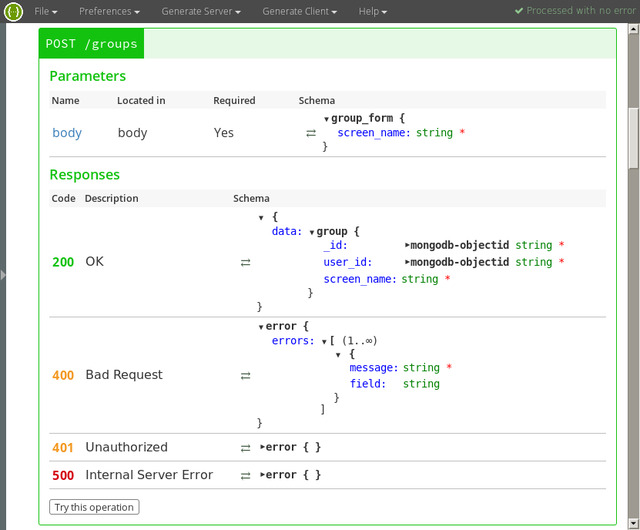 {··} File ▾ Preferences ▾ Generate Server ▾ Generate Client ▾ Help ▾ ✔ Processed with no error
POST /groups
Parameters
Name Located in Required Schema
body body Yes ⇄ ▾group_form {
screen_name: string *
}
Responses
Code Description Schema
200 OK ⇄ ▾ {
data: ▾group {
_id: ▸mongodb-objectid string *
user_id: ▸mongodb-objectid string *
screen_name: string *
}
}
400 Bad Request ⇄ ▾error {
errors: ▾[ (1..∞)
▾ {
message: string *
field: string
}
]
}
401 Unauthorized ⇄ ▸error { }
500 Internal Server Error ⇄ ▸error { }
Try this operation